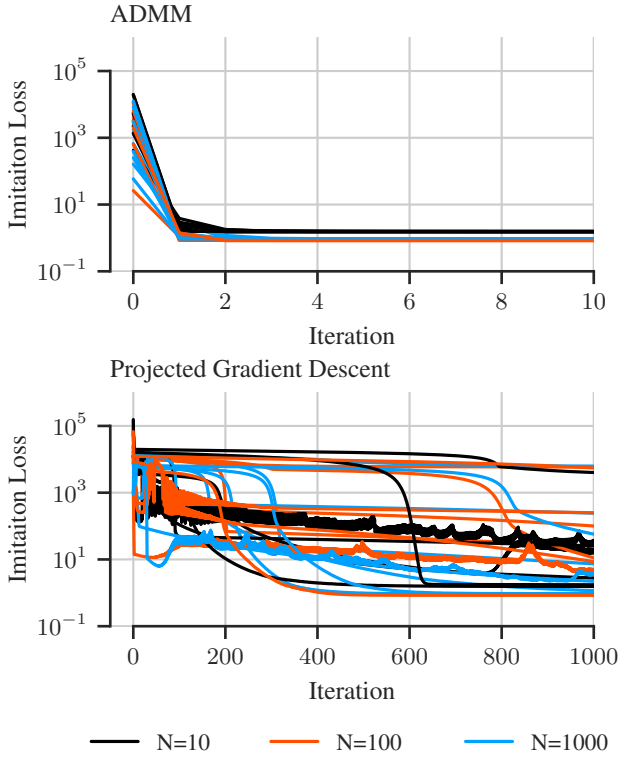 ADMM
Imitaiton Loss
10^5
10^3
10^1
10^−1
0 2 4 6 8 10
Iteration
Projected Gradient Descent
Imitaiton Loss
10^5
10^3
10^1
10^−1
0 200 400 600 800 1000
Iteration
N=10 N=100 N=1000